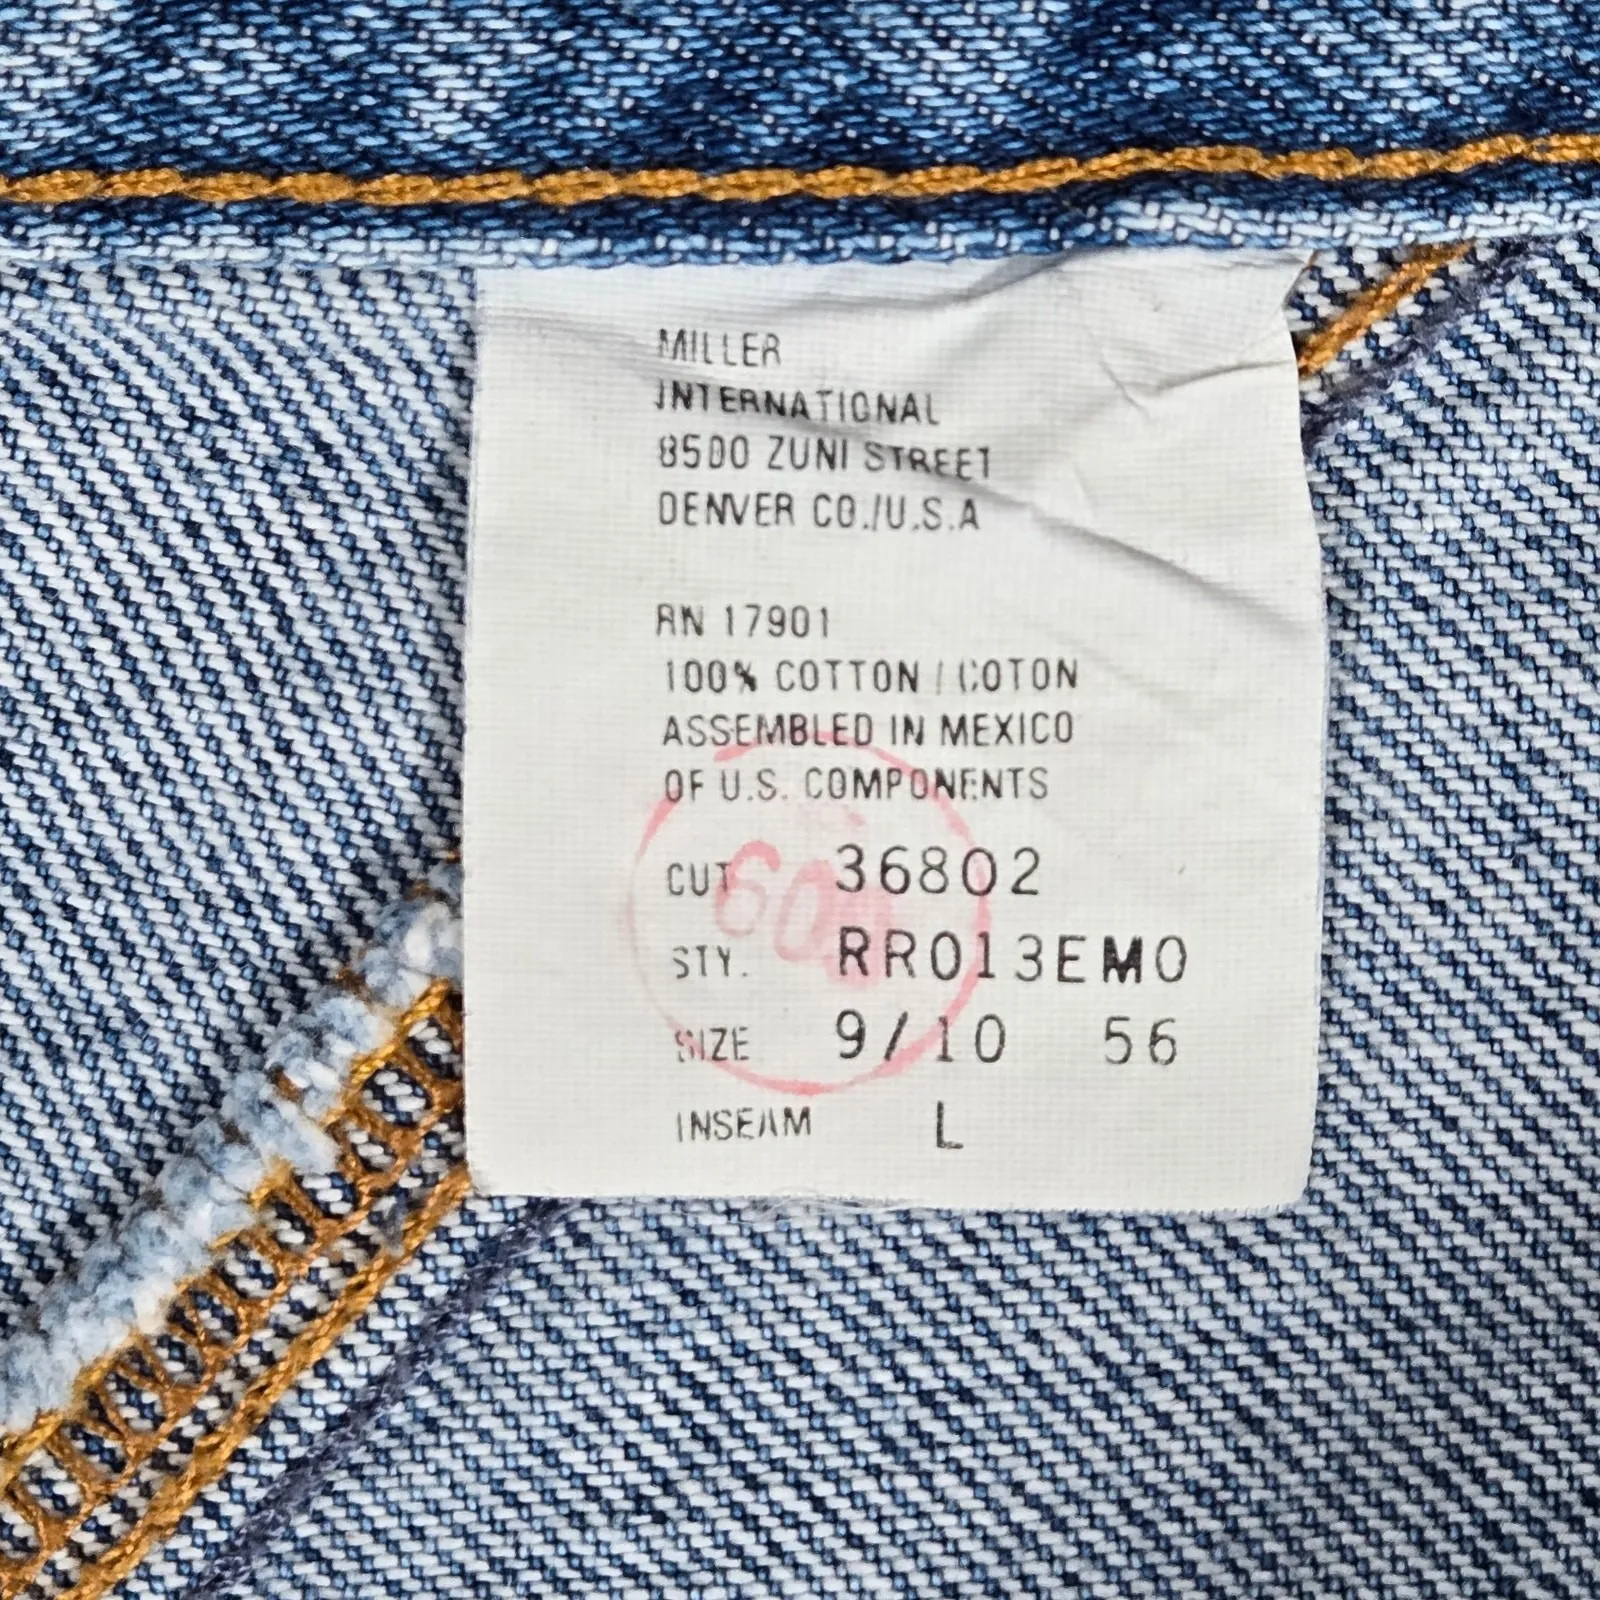 MILLER
INTERNATIONAL
8500 ZUNI STREET
DENVER CO./U.S.A
RN 17901
100% COTTON / COTON
ASSEMBLED IN MEXICO
OF U.S. COMPONENTS
CUT 36802
STY. RR013EMO
SIZE 9/10 56
INSEAM L